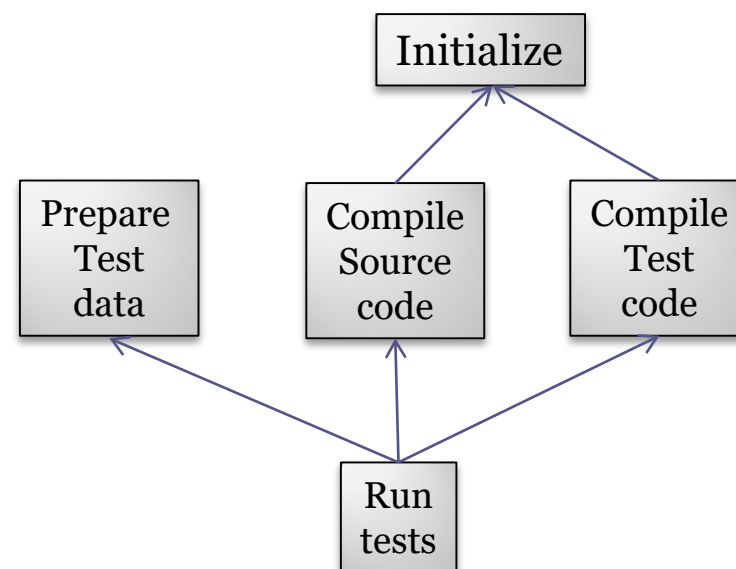 Initialize
Prepare
Test
data
Compile
Source
code
Compile
Test
code
Run
tests